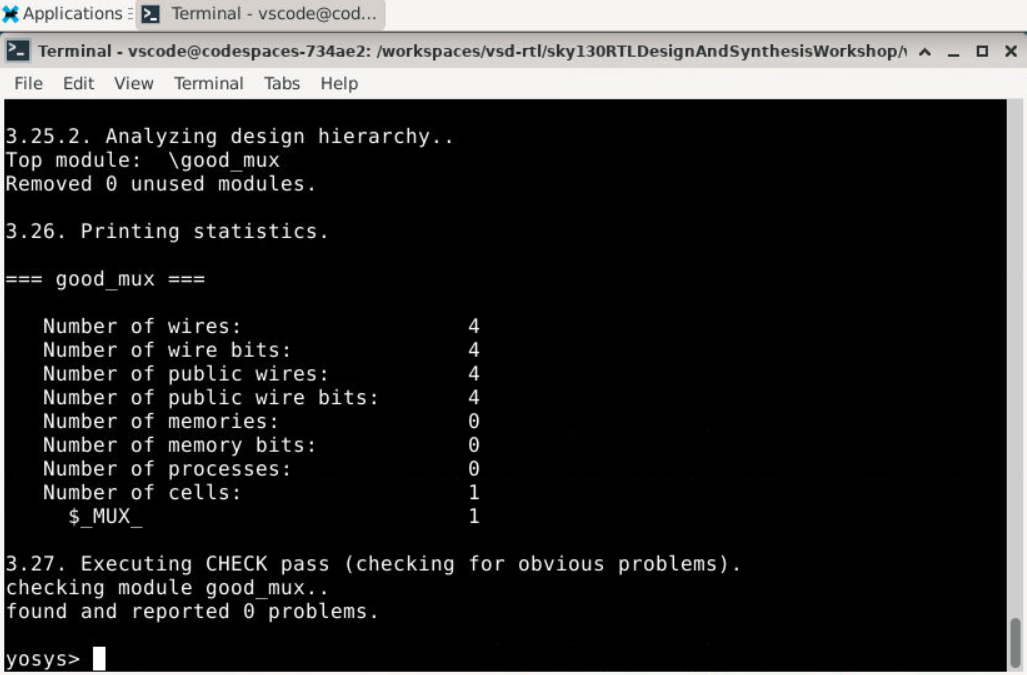 Applications
Terminal - vscode@cod...
Terminal - vscode@codespaces-734ae2: /workspaces/vsd-rtl/sky130RTLDesignAndSynthesisWorkshop/
File Edit View Terminal Tabs Help
3.25.2. Analyzing design hierarchy..
Top module:  \good_mux
Removed 0 unused modules.
3.26. Printing statistics.
=== good_mux ===
Number of wires: 4
Number of wire bits: 4
Number of public wires: 4
Number of public wire bits: 4
Number of memories: 0
Number of memory bits: 0
Number of processes: 0
Number of cells: 1
$_MUX_ 1
3.27. Executing CHECK pass (checking for obvious problems).
checking module good_mux..
found and reported 0 problems.
yosys>